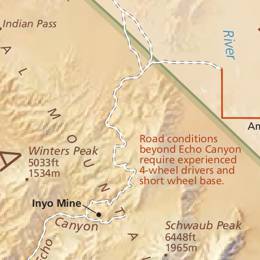 Indian Pass
River
A L
M O U N T A
Winters Peak
5033ft
1534m
Road conditions
beyond Echo Canyon
require experienced
4-wheel drivers and
short wheel base.
Am
Inyo Mine
Echo
Canyon
Schwaub Peak
6448ft
1965m